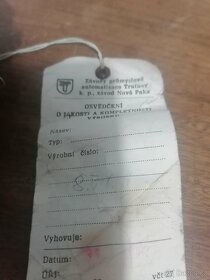 Závody průmyslové
automatizace Trutnov
k. p., závod Nová Paka
OSVĚDČENÍ
O JAKOSTI A KOMPLETNOSTI
VÝROBKU
Název:
Typ:
Výrobní číslo:
Vyhovuje:
Datum: